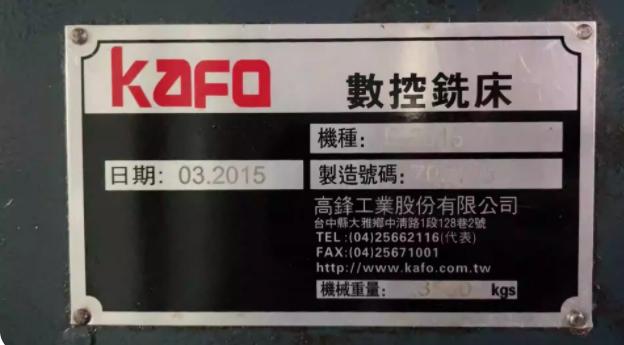 KAFO
數控銑床
機種:
日期: 03.2015
製造號碼:
高鋒工業股份有限公司
台中縣大雅鄉中清路1段128巷2號
TEL:(04)25662116(代表)
FAX:(04)25671001
http://www.kafo.com.tw
機械重量: kgs